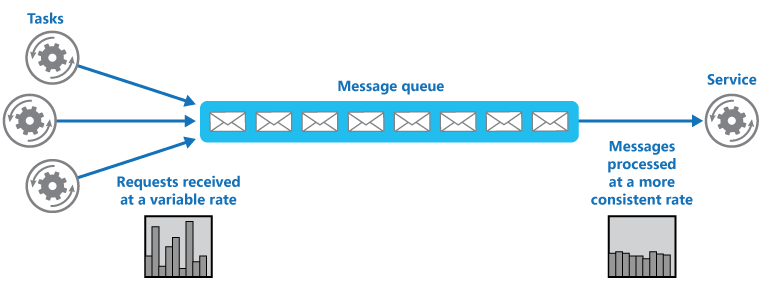 Tasks
Message queue
Service
Requests received
at a variable rate
Messages
processed
at a more
consistent rate